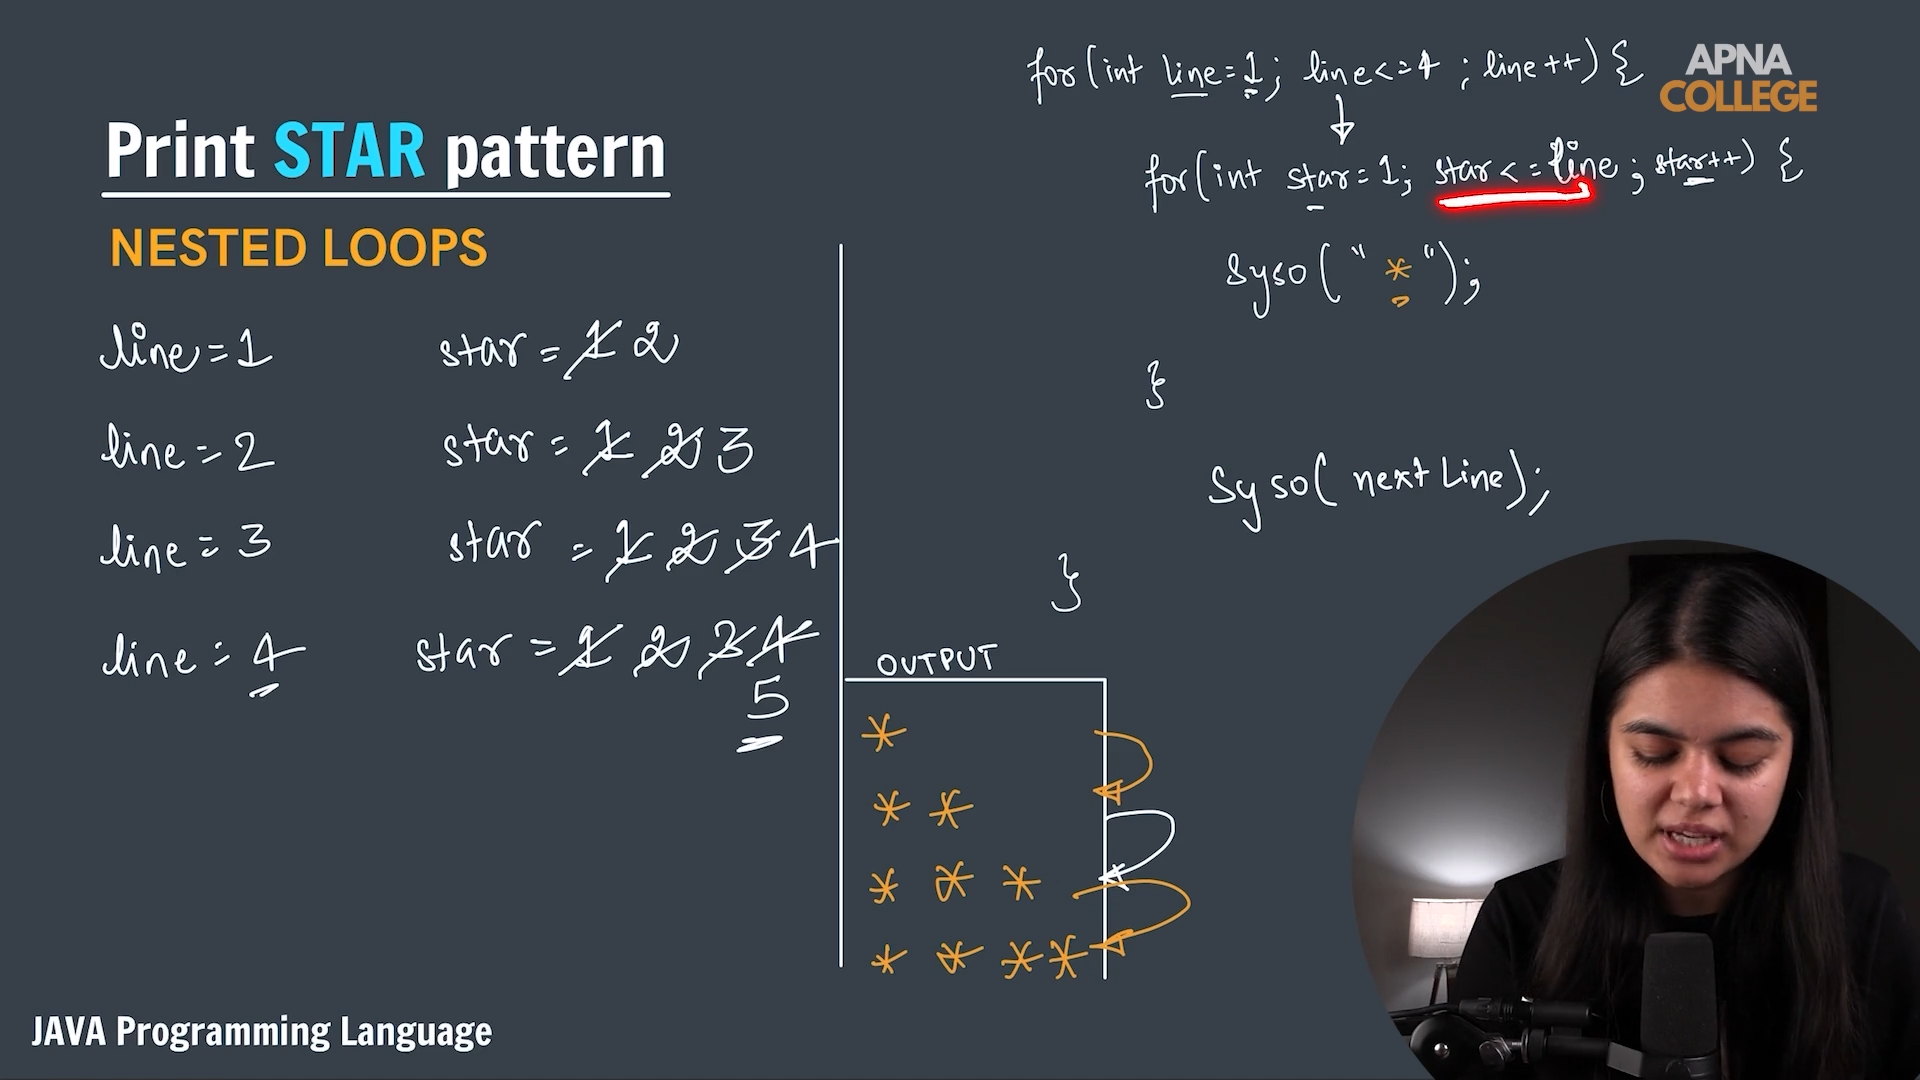 APNA
COLLEGE
Print STAR pattern
NESTED LOOPS
for(int line=1; line<=4; line++) {
for(int star=1; star<=line; star++) {
Syso("*");
}
Syso(next Line);
}
line=1 star=1 2
line=2 star=1 2 3
line=3 star=1 2 3 4
line=4 star=1 2 3 4
5
OUTPUT
*
* *
* * *
* * * *
JAVA Programming Language